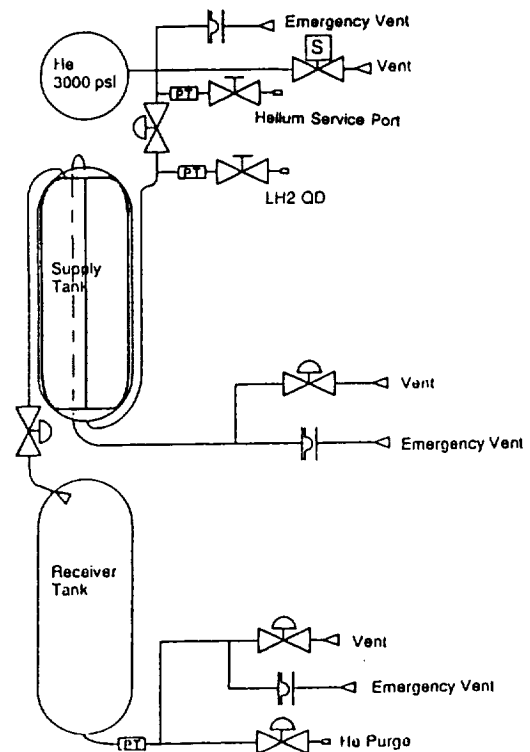 Emergency Vent
S
He
3000 psi
Vent
PT
Helium Service Port
PT
LH2 QD
Supply
Tank
Vent
Emergency Vent
Receiver
Tank
Vent
Emergency Vent
PT
He Purge